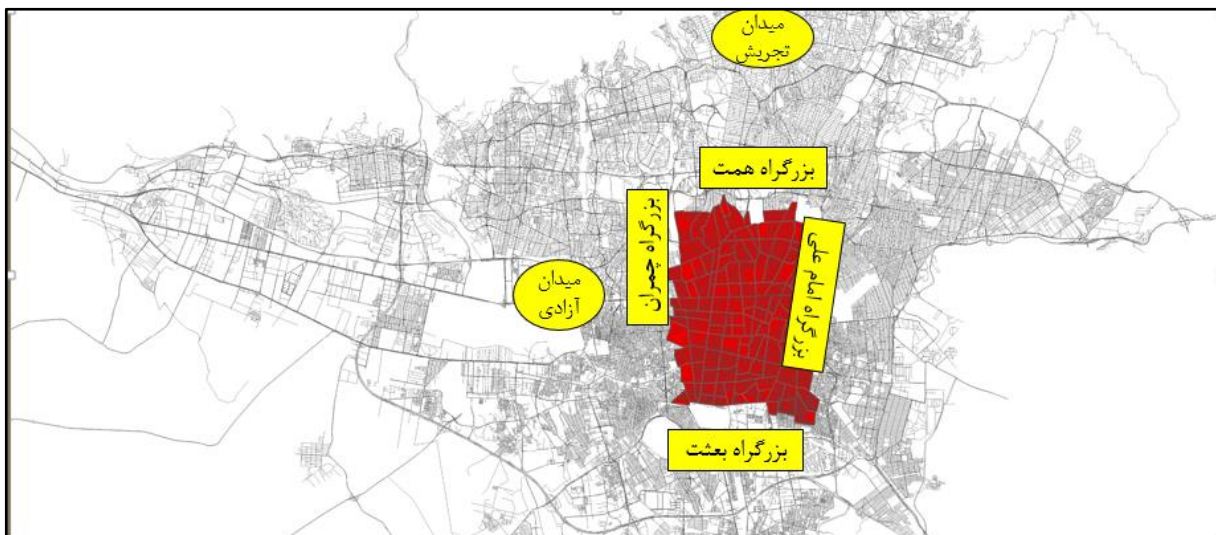 میدان
تجریش
بزرگراه همت
بزرگراه چمران
بزرگراه امام علی
میدان
آزادی
بزرگراه بعثت